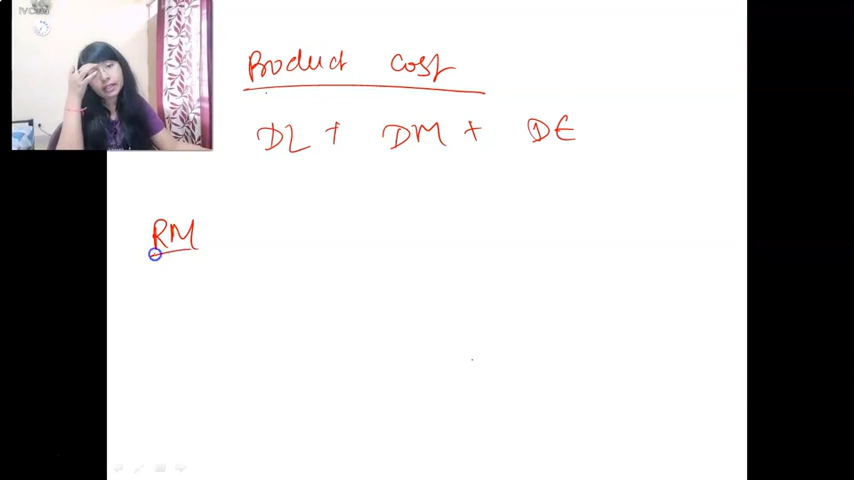 Product cost
DL + DM + DE
RM